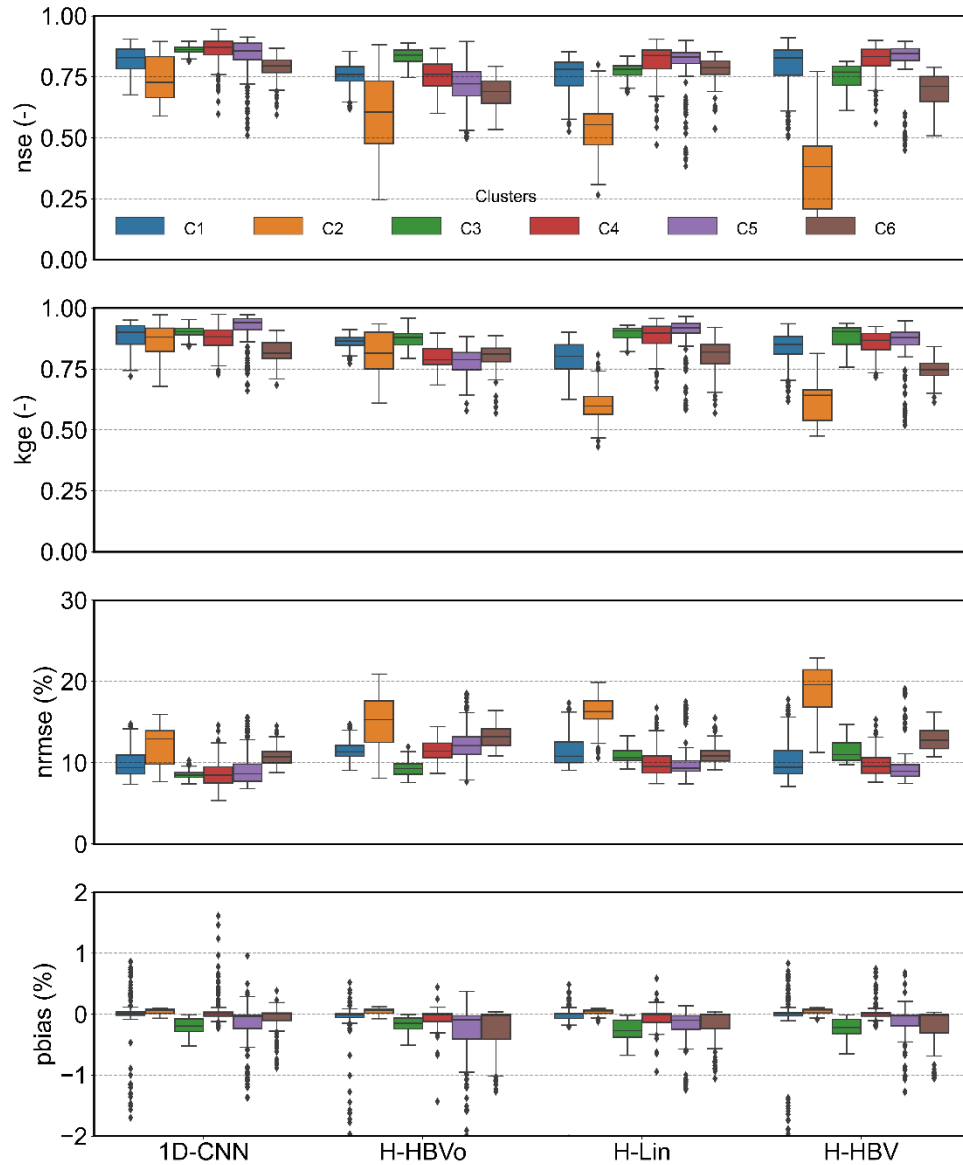 1.00
0.75
0.50
0.25
0.00
nse (-)
Clusters
C1 C2 C3 C4 C5 C6
1.00
0.75
0.50
0.25
0.00
kge (-)
30
20
10
0
nrmse (%)
2
1
0
−1
−2
pbias (%)
1D-CNN H-HBVo H-Lin H-HBV